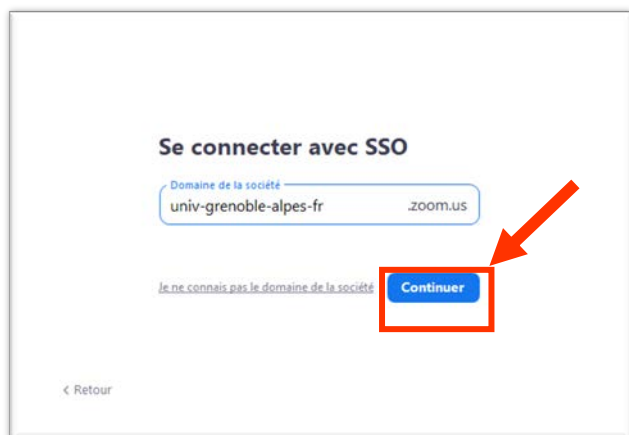 Se connecter avec SSO
Domaine de la société
univ-grenoble-alpes-fr .zoom.us
Je ne connais pas le domaine de la société Continuer
< Retour